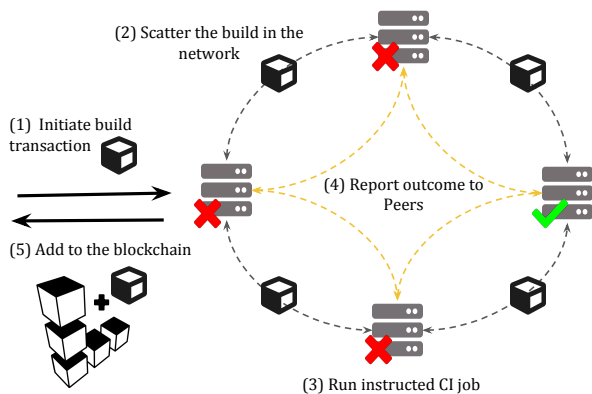 (2) Scatter the build in the
network
(1) Initiate build
transaction
(4) Report outcome to
Peers
(5) Add to the blockchain
(3) Run instructed CI job